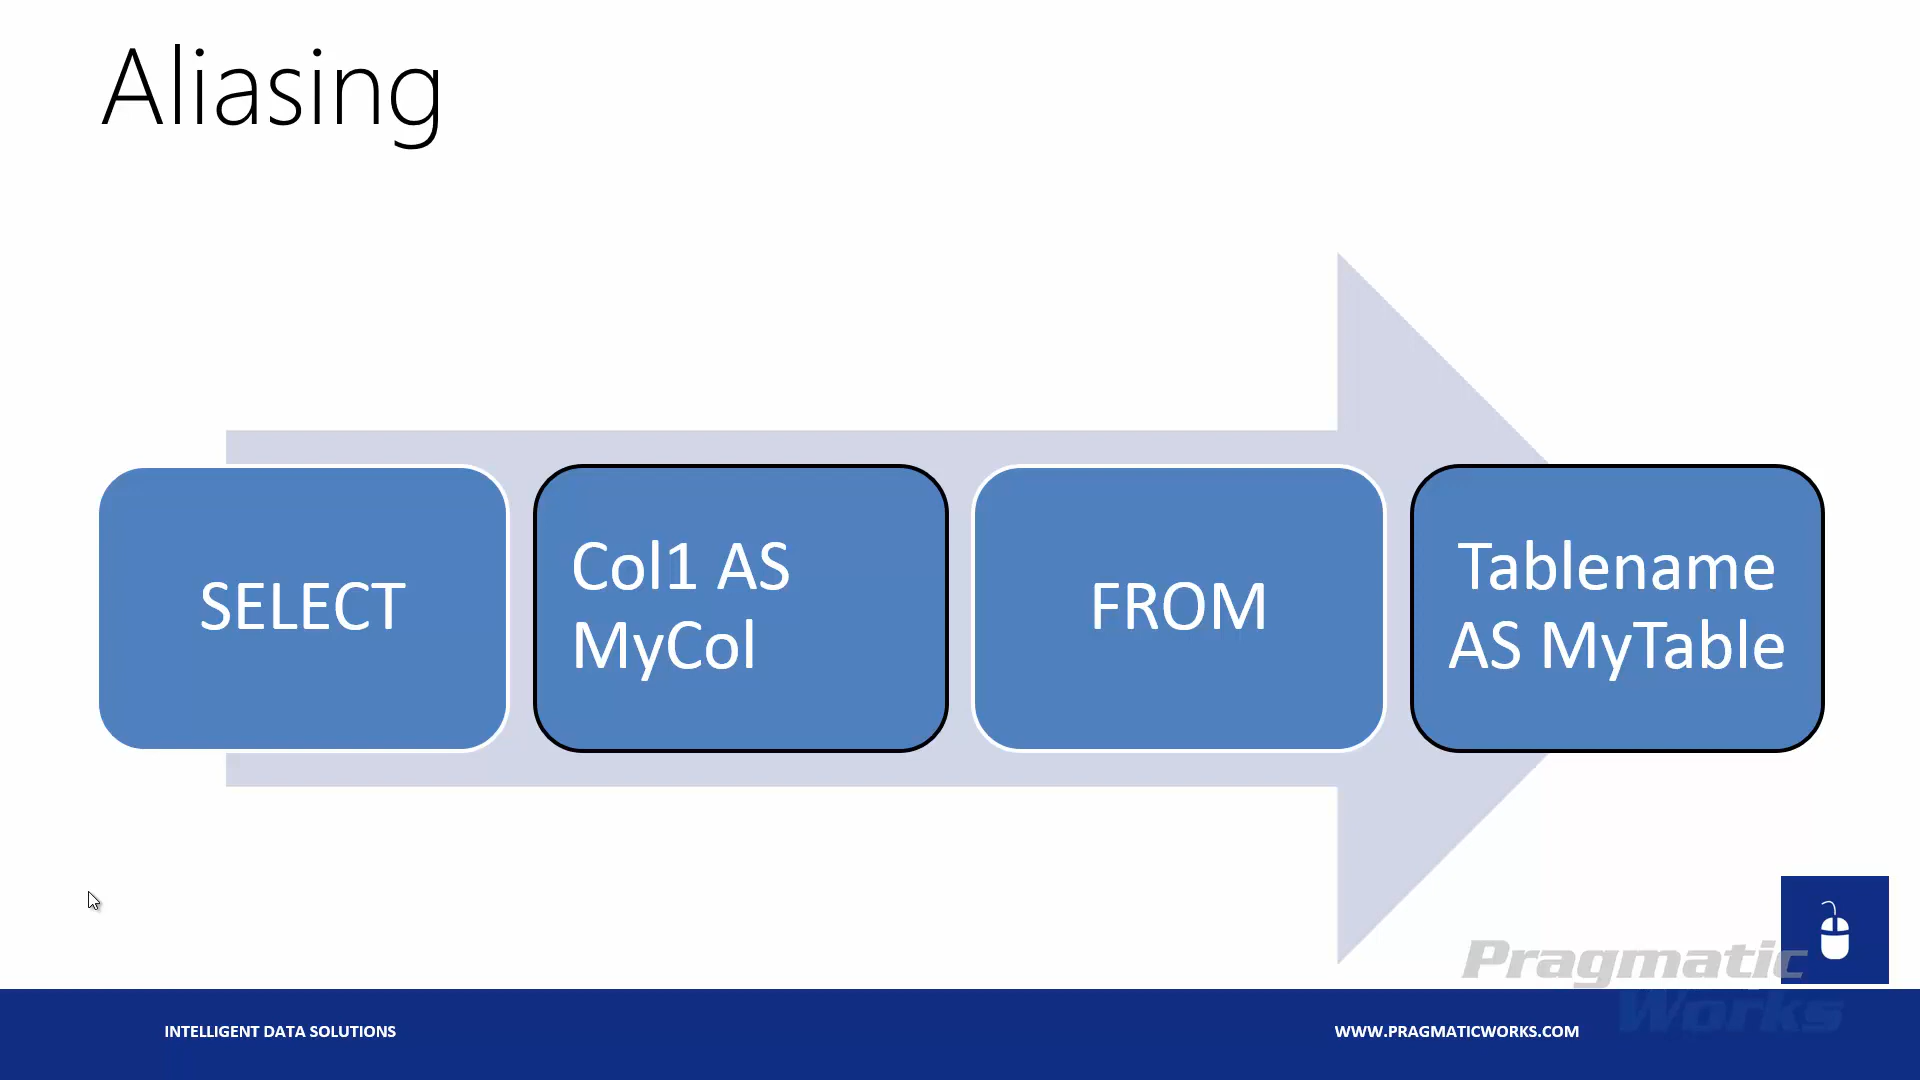 Aliasing
SELECT
Col1 AS
MyCol
FROM
Tablename
AS MyTable
Pragmatic
Works
INTELLIGENT DATA SOLUTIONS
WWW.PRAGMATICWORKS.COM